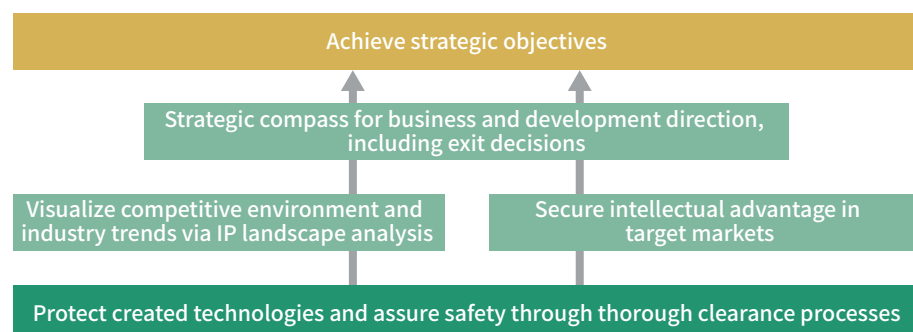 Achieve strategic objectives
Strategic compass for business and development direction,
including exit decisions
Visualize competitive environment and
industry trends via IP landscape analysis
Secure intellectual advantage in
target markets
Protect created technologies and assure safety through thorough clearance processes